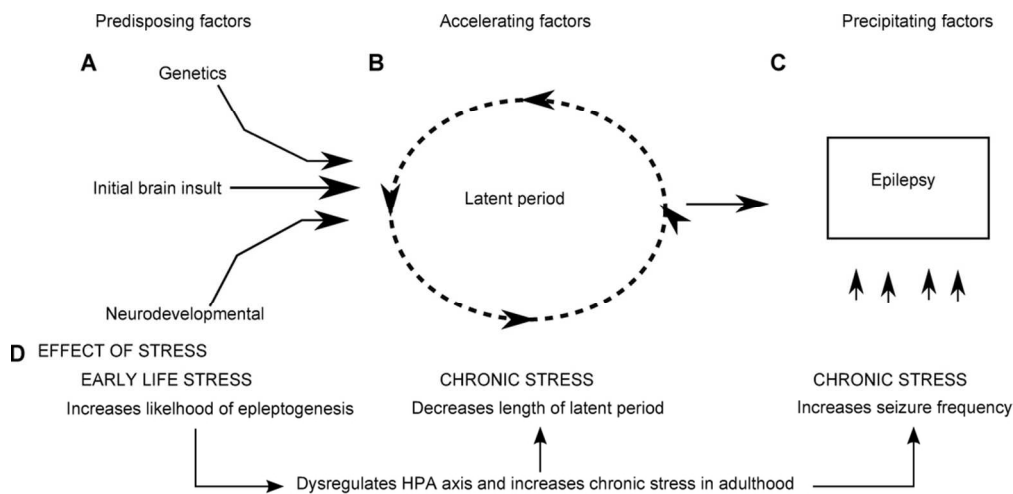 Predisposing factors
Accelerating factors
Precipitating factors
A
B
C
Genetics
Initial brain insult
Neurodevelopmental
Latent period
Epilepsy
D EFFECT OF STRESS
EARLY LIFE STRESS
Increases likelhood of epleptogenesis
CHRONIC STRESS
Decreases length of latent period
CHRONIC STRESS
Increases seizure frequency
Dysregulates HPA axis and increases chronic stress in adulthood